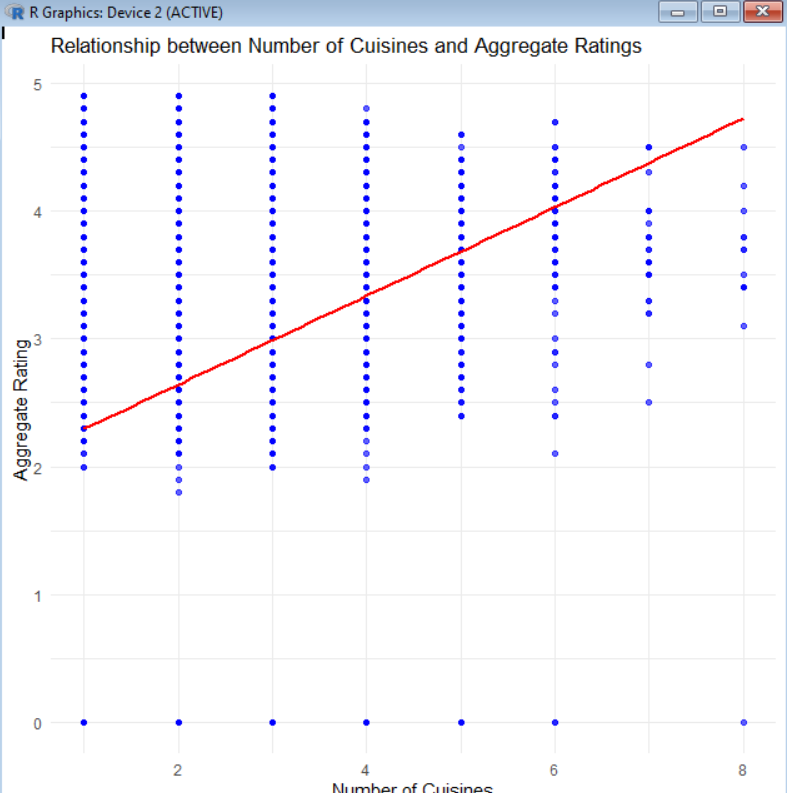 R R Graphics: Device 2 (ACTIVE)
Relationship between Number of Cuisines and Aggregate Ratings
5
4
3
2
1
0
Aggregate Rating
2 4 6 8
Number of Cuisines